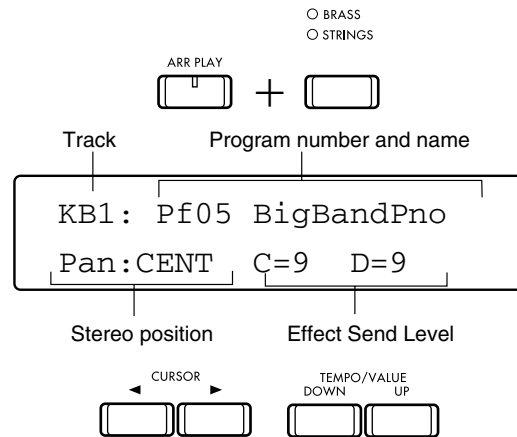 BRASS
STRINGS
ARR PLAY
+
Track
Program number and name
KB1: Pf05 BigBandPno
Pan:CENT C=9 D=9
Stereo position
Effect Send Level
CURSOR
◄ ►
TEMPO/VALUE
DOWN UP